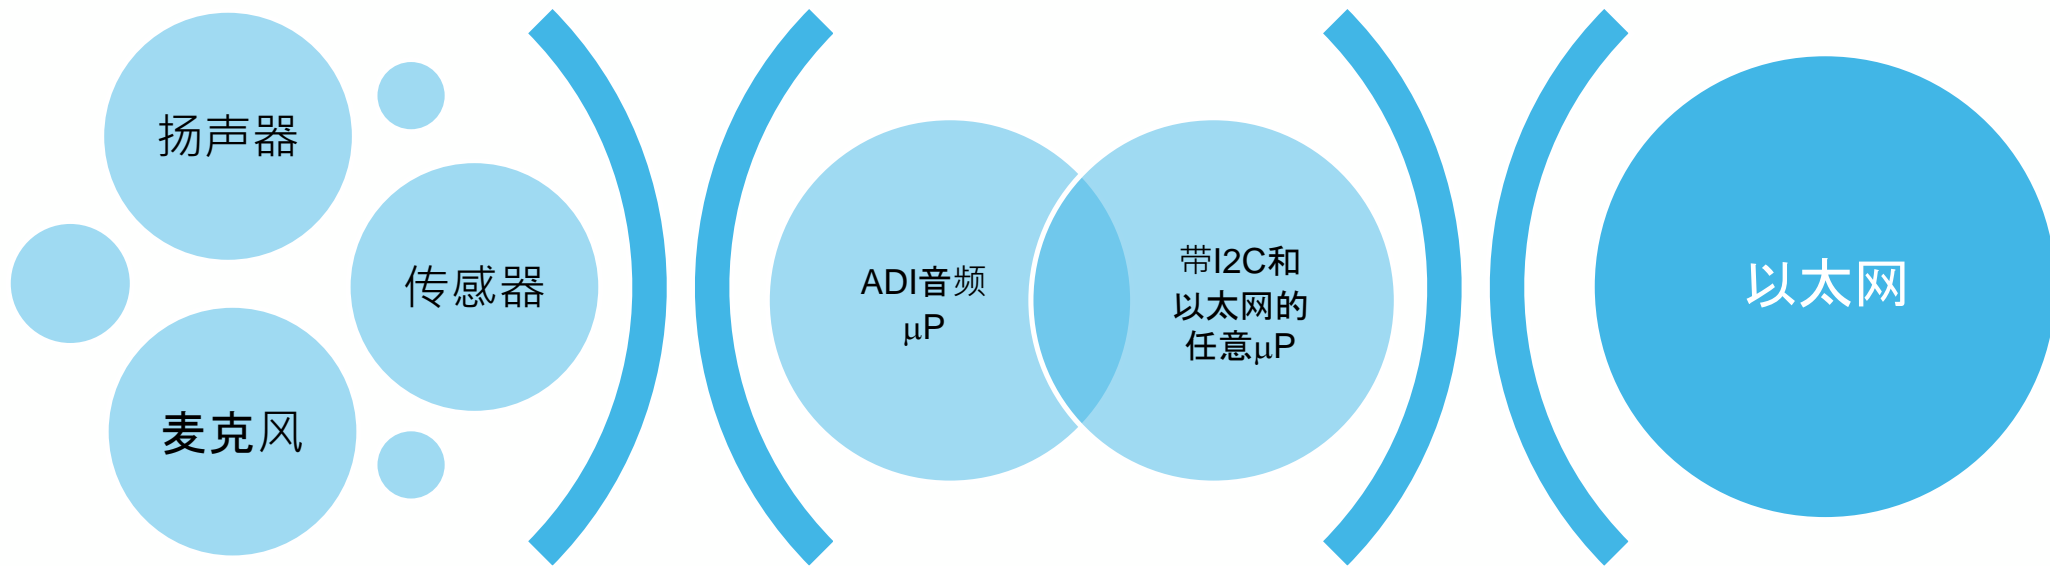 扬声器
传感器
麦克风
ADI音频
μP
带I2C和
以太网的
任意μP
以太网